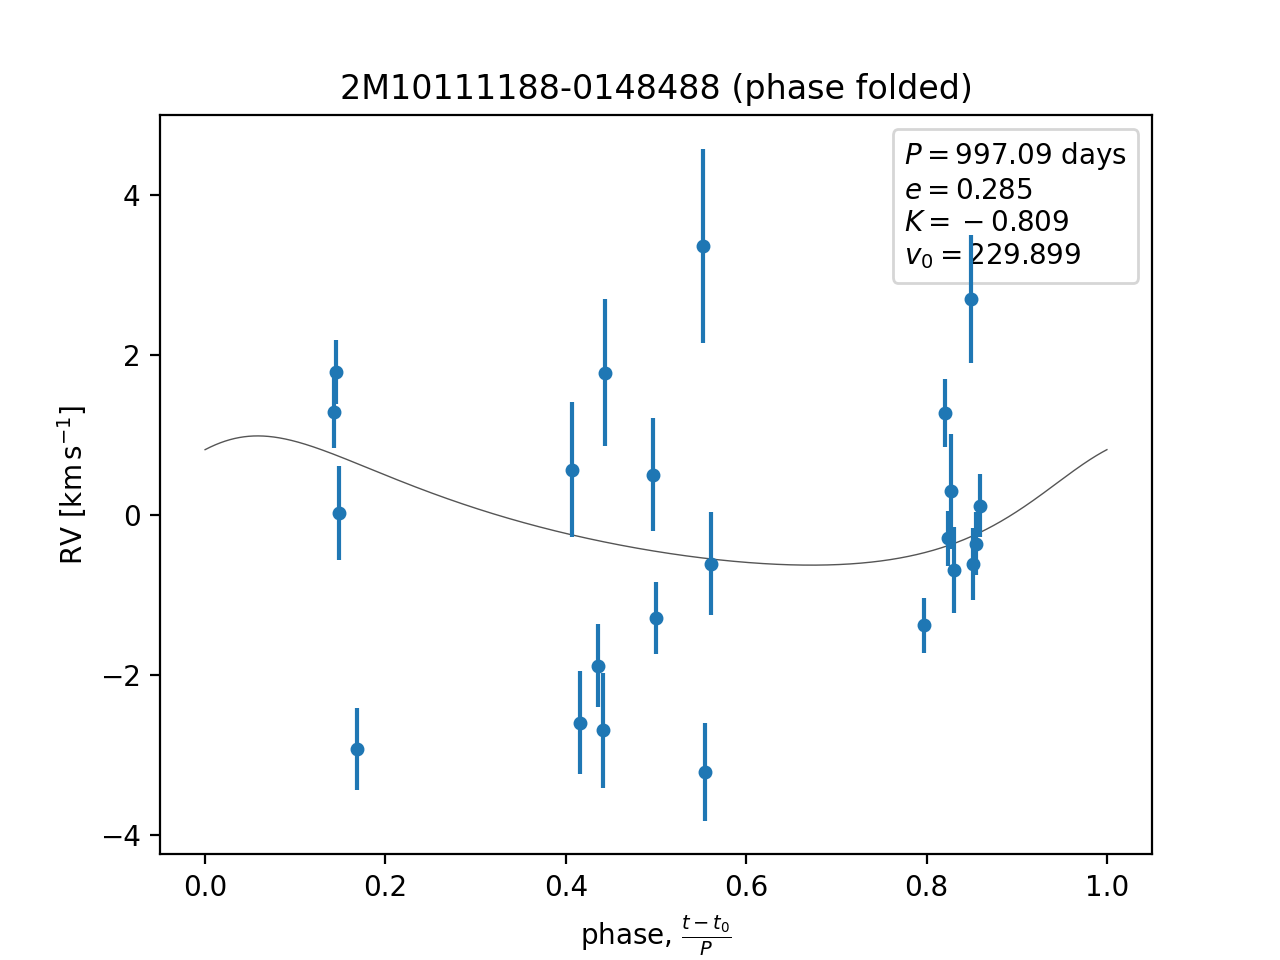 2M10111188-0148488 (phase folded)
P = 997.09 days
e = 0.285
K = −0.809
v₀ = 229.899
RV [km s⁻¹]
4
2
0
−2
−4
0.0 0.2 0.4 0.6 0.8 1.0
phase, (t − t₀)/P